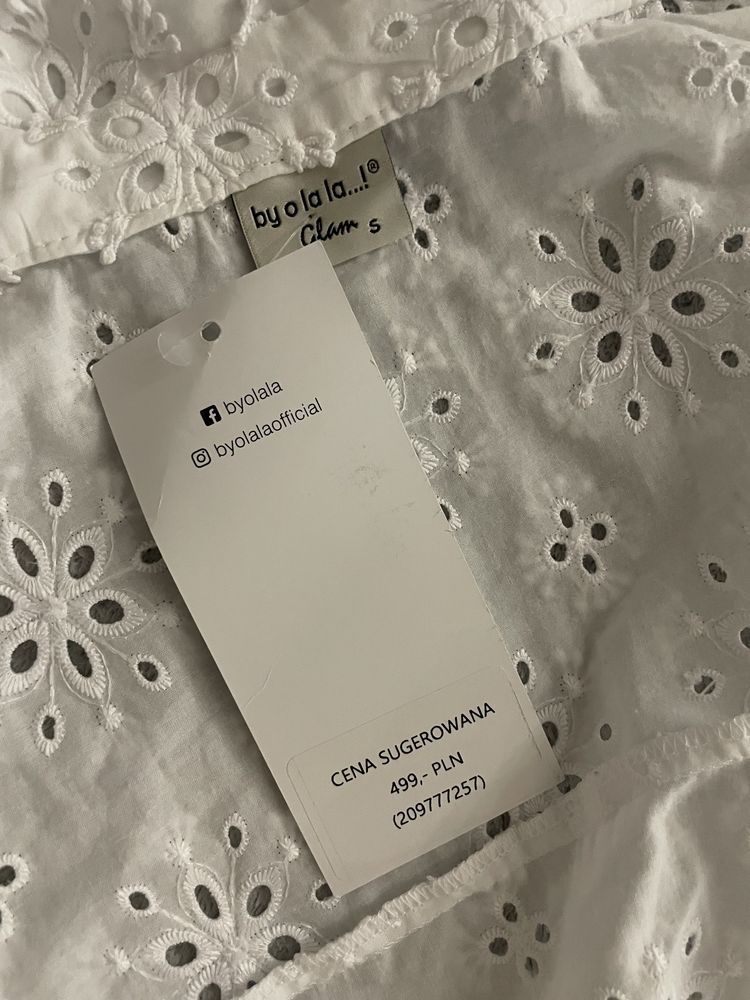 by o la la...!®
Glam S
byolala
byolalaofficial
CENA SUGEROWANA
499,- PLN
(209777257)